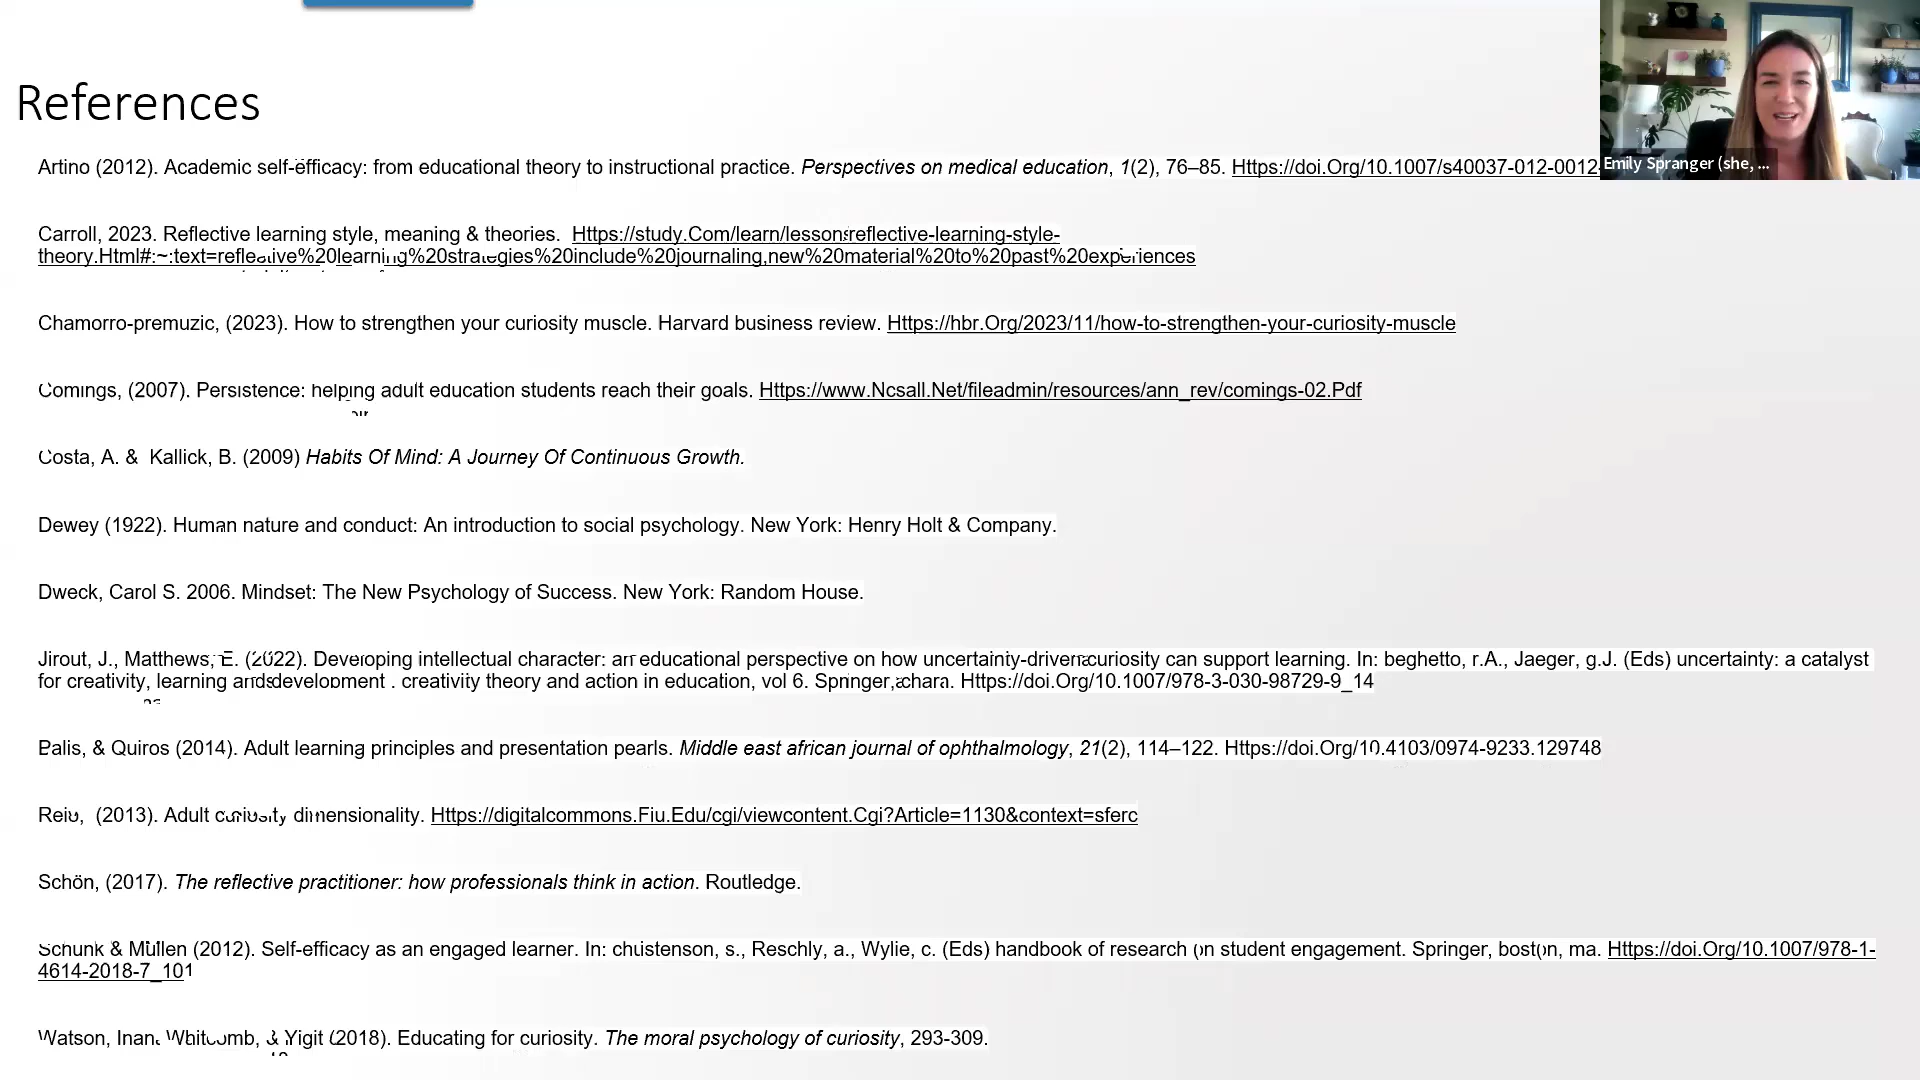 References
Artino (2012). Academic self-efficacy: from educational theory to instructional practice. Perspectives on medical education, 1(2), 76–85. Https://doi.Org/10.1007/s40037-012-0012-
Emily Spranger (she, ...
Carroll, 2023. Reflective learning style, meaning & theories. Https://study.Com/learn/lesson/reflective-learning-style-
theory.Html#:~:text=reflective%20learning%20strategies%20include%20journaling,new%20material%20to%20past%20experiences
Chamorro-premuzic, (2023). How to strengthen your curiosity muscle. Harvard business review. Https://hbr.Org/2023/11/how-to-strengthen-your-curiosity-muscle
Comings, (2007). Persistence: helping adult education students reach their goals. Https://www.Ncsall.Net/fileadmin/resources/ann_rev/comings-02.Pdf
Costa, A. & Kallick, B. (2009) Habits Of Mind: A Journey Of Continuous Growth.
Dewey (1922). Human nature and conduct: An introduction to social psychology. New York: Henry Holt & Company.
Dweck, Carol S. 2006. Mindset: The New Psychology of Success. New York: Random House.
Jirout, J., Matthews, E. (2022). Developing intellectual character: an educational perspective on how uncertainty-driven curiosity can support learning. In: beghetto, r.A., Jaeger, g.J. (Eds) uncertainty: a catalyst
for creativity, learning and development . creativity theory and action in education, vol 6. Springer, cham. Https://doi.Org/10.1007/978-3-030-98729-9_14
Palis, & Quiros (2014). Adult learning principles and presentation pearls. Middle east african journal of ophthalmology, 21(2), 114–122. Https://doi.Org/10.4103/0974-9233.129748
Reio, (2013). Adult curiosity dimensionality. Https://digitalcommons.Fiu.Edu/cgi/viewcontent.Cgi?Article=1130&context=sferc
Schön, (2017). The reflective practitioner: how professionals think in action. Routledge.
Schunk & Mullen (2012). Self-efficacy as an engaged learner. In: christenson, s., Reschly, a., Wylie, c. (Eds) handbook of research on student engagement. Springer, boston, ma. Https://doi.Org/10.1007/978-1-
4614-2018-7_10
Watson, Inan, Whitcomb, & Yigit (2018). Educating for curiosity. The moral psychology of curiosity, 293-309.